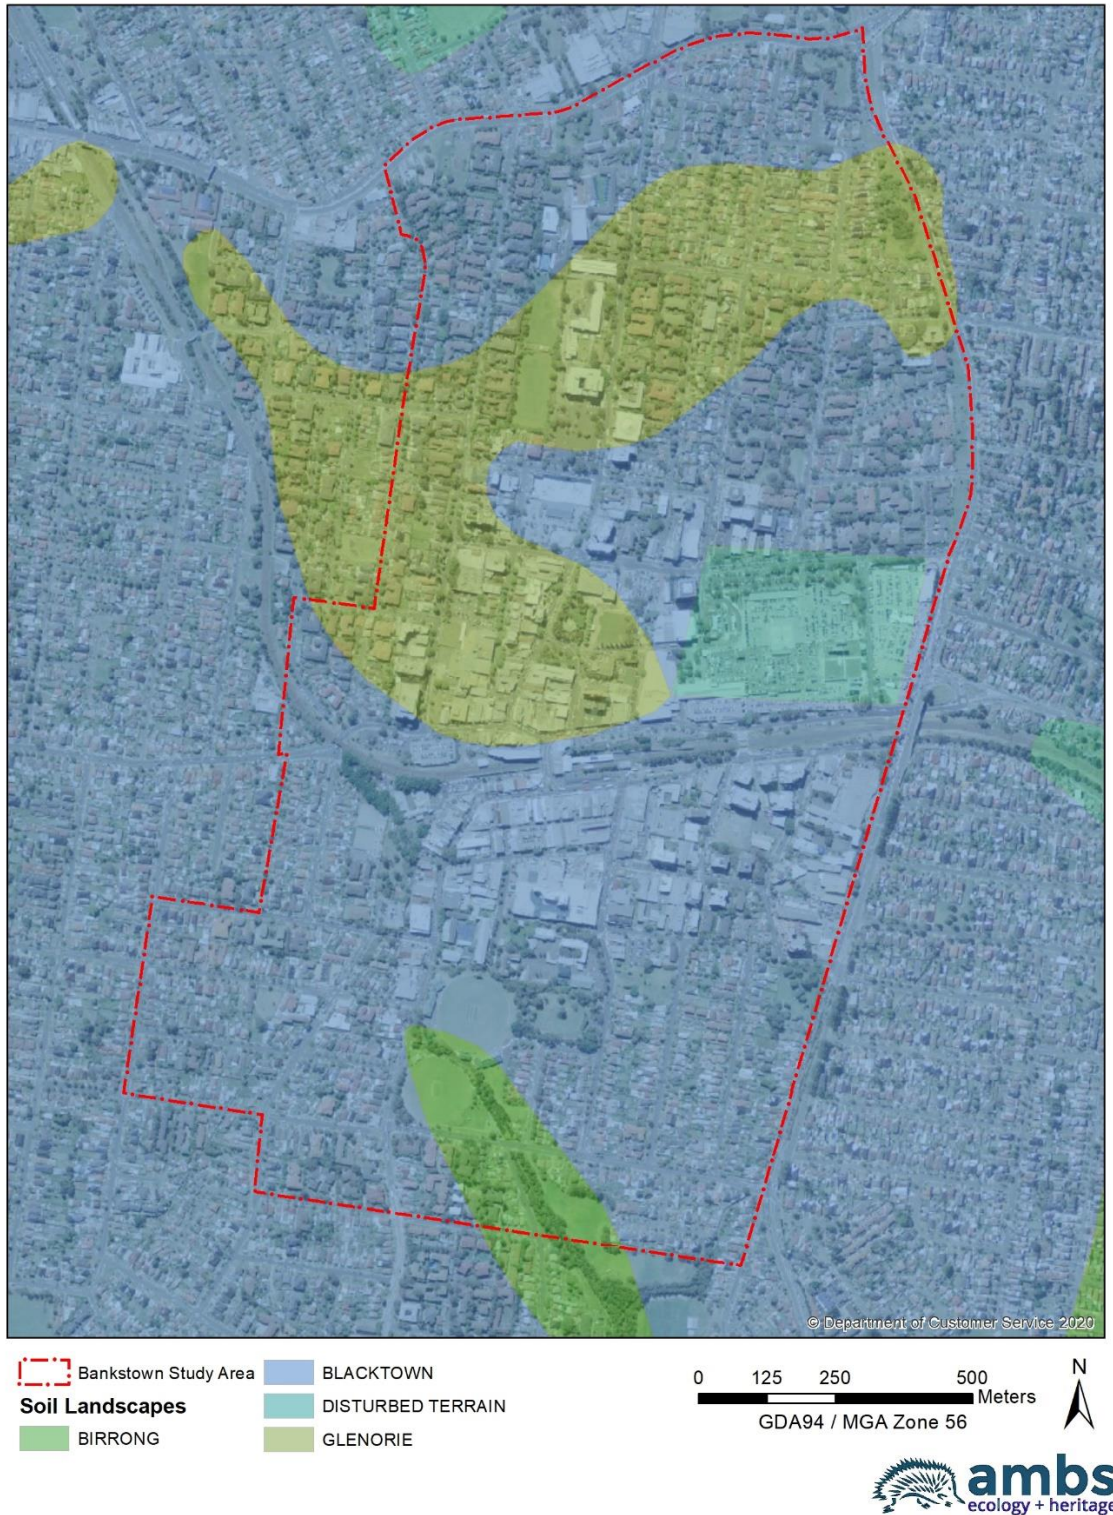 © Department of Customer Service 2020
Bankstown Study Area
Soil Landscapes
BIRRONG
BLACKTOWN
DISTURBED TERRAIN
GLENORIE
0 125 250 500
Meters
GDA94 / MGA Zone 56
N
ambs
ecology + heritage